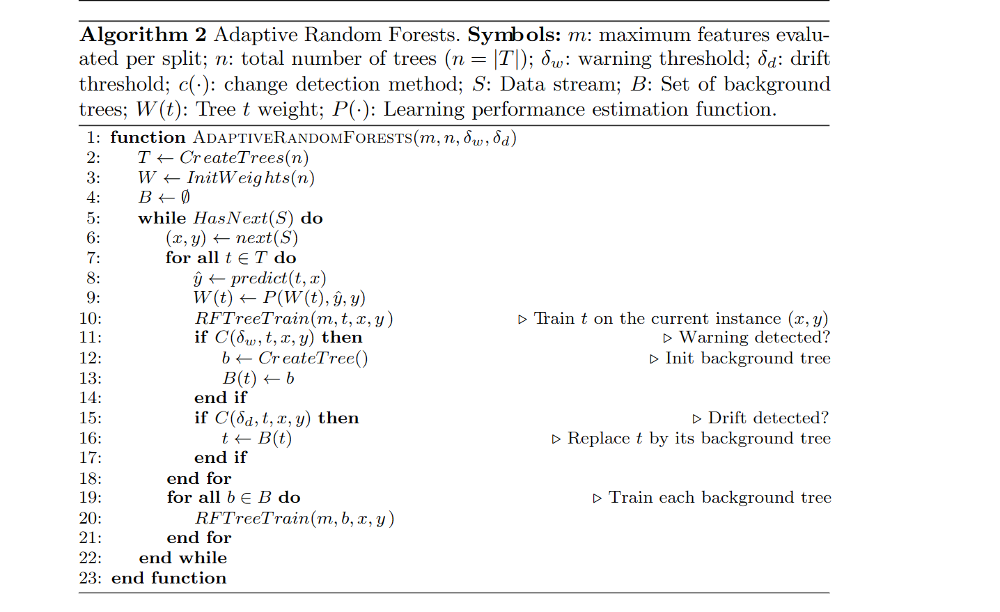 Algorithm 2 Adaptive Random Forests. Symbols: m: maximum features evalu-
ated per split; n: total number of trees (n = |T|); δw: warning threshold; δd: drift
threshold; c(·): change detection method; S: Data stream; B: Set of background
trees; W(t): Tree t weight; P(·): Learning performance estimation function.
1: function ADAPTIVERANDOMFORESTS(m, n, δw, δd)
2: T ← CreateTrees(n)
3: W ← InitWeights(n)
4: B ← ∅
5: while HasNext(S) do
6: (x, y) ← next(S)
7: for all t ∈ T do
8: ŷ ← predict(t, x)
9: W(t) ← P(W(t), ŷ, y)
10: RFTreeTrain(m, t, x, y) ▷ Train t on the current instance (x, y)
11: if C(δw, t, x, y) then ▷ Warning detected?
12: b ← CreateTree() ▷ Init background tree
13: B(t) ← b
14: end if
15: if C(δd, t, x, y) then ▷ Drift detected?
16: t ← B(t) ▷ Replace t by its background tree
17: end if
18: end for
19: for all b ∈ B do ▷ Train each background tree
20: RFTreeTrain(m, b, x, y)
21: end for
22: end while
23: end function